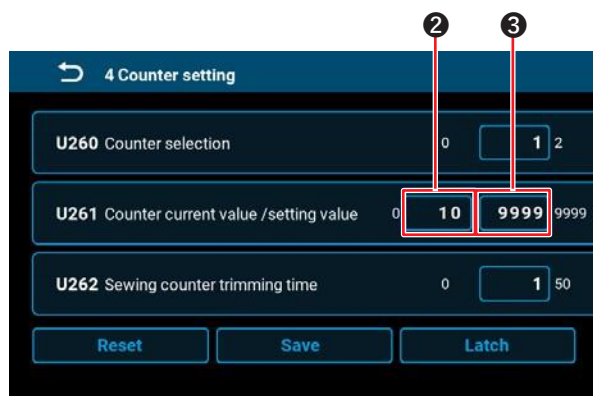 ❷ ❸
4 Counter setting
U260 Counter selection 0 1 2
U261 Counter current value /setting value 0 10 9999 9999
U262 Sewing counter trimming time 0 1 50
Reset Save Latch